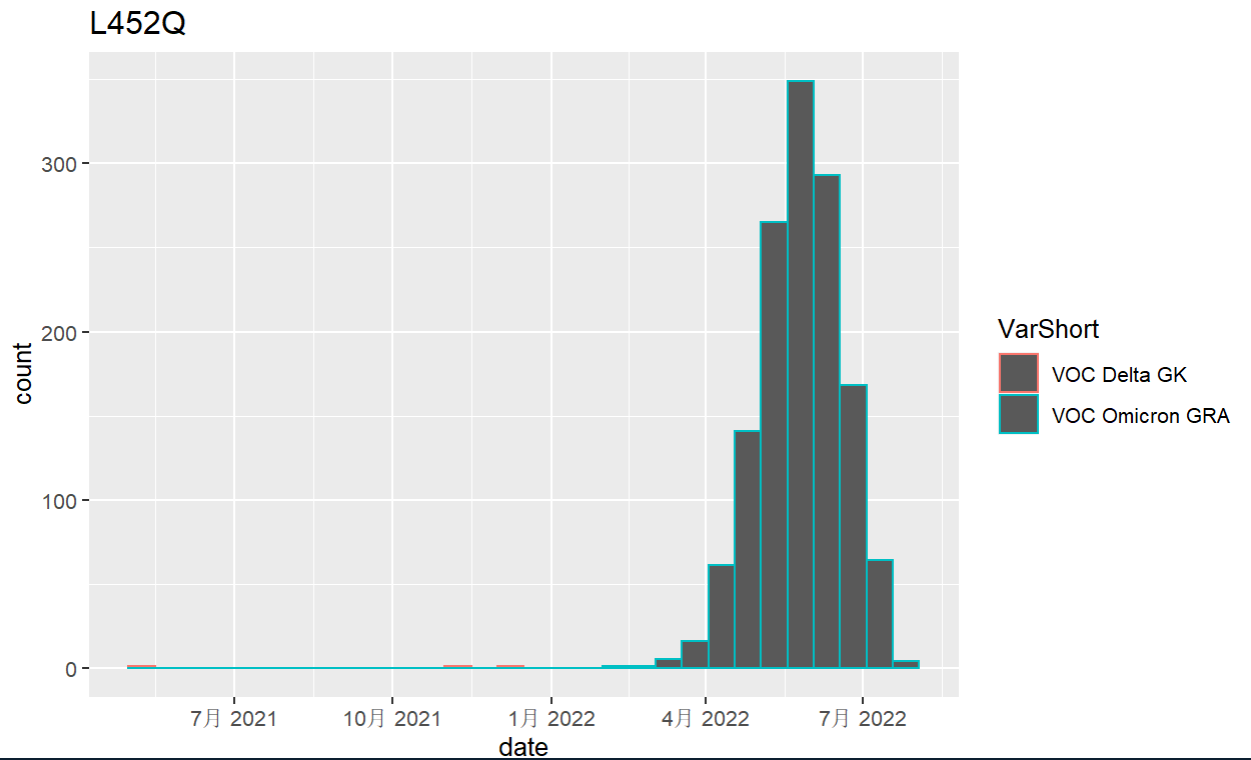 L452Q
300
200
100
0
count
7月 2021
10月 2021
1月 2022
4月 2022
7月 2022
date
VarShort
VOC Delta GK
VOC Omicron GRA